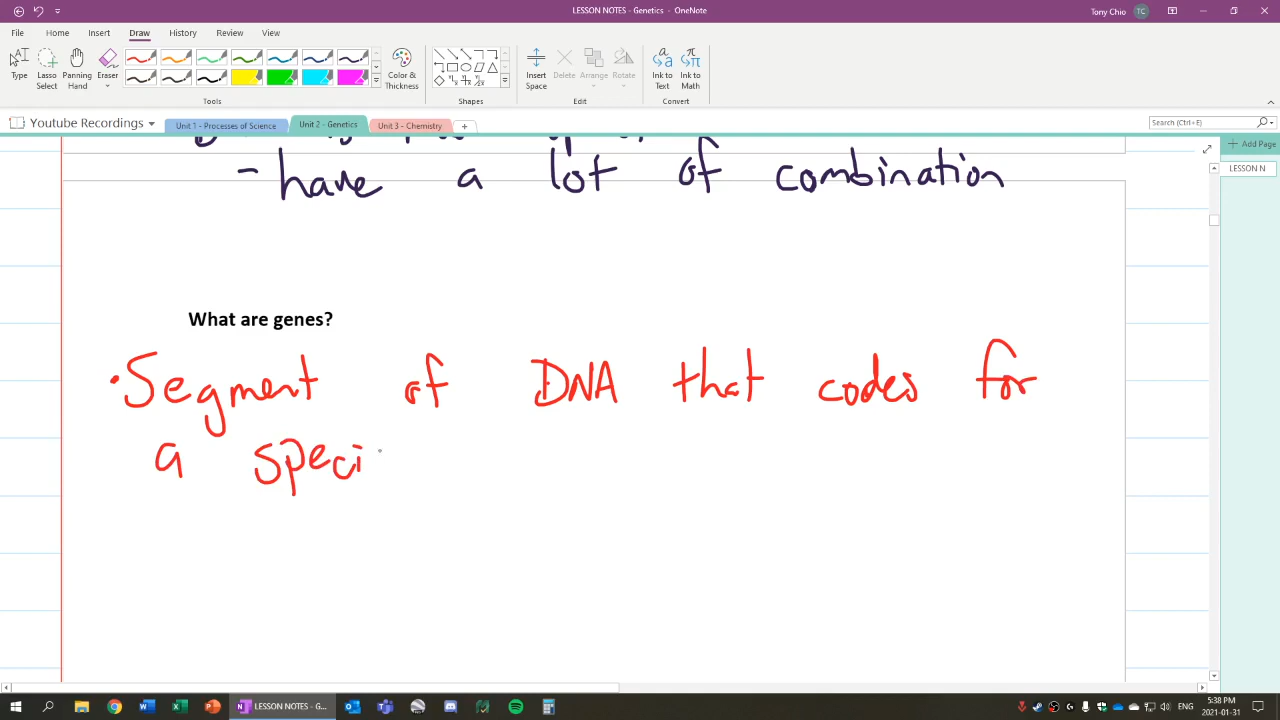 LESSON NOTES - Genetics - OneNote
Tony Chio TC
File Home Insert Draw History Review View
Type Lasso Select Panning Hand Eraser Color & Thickness Insert Space Delete Arrange Rotate Ink to Text Ink to Math
Tools Shapes Edit Convert
Youtube Recordings Unit 1 - Processes of Science Unit 2 - Genetics Unit 3 - Chemistry Search (Ctrl+E)
Add Page
LESSON N
- have a lot of combination
What are genes?
• Segment of DNA that codes for
a speci
LESSON NOTES - G... ENG 5:38 PM
2021-01-31